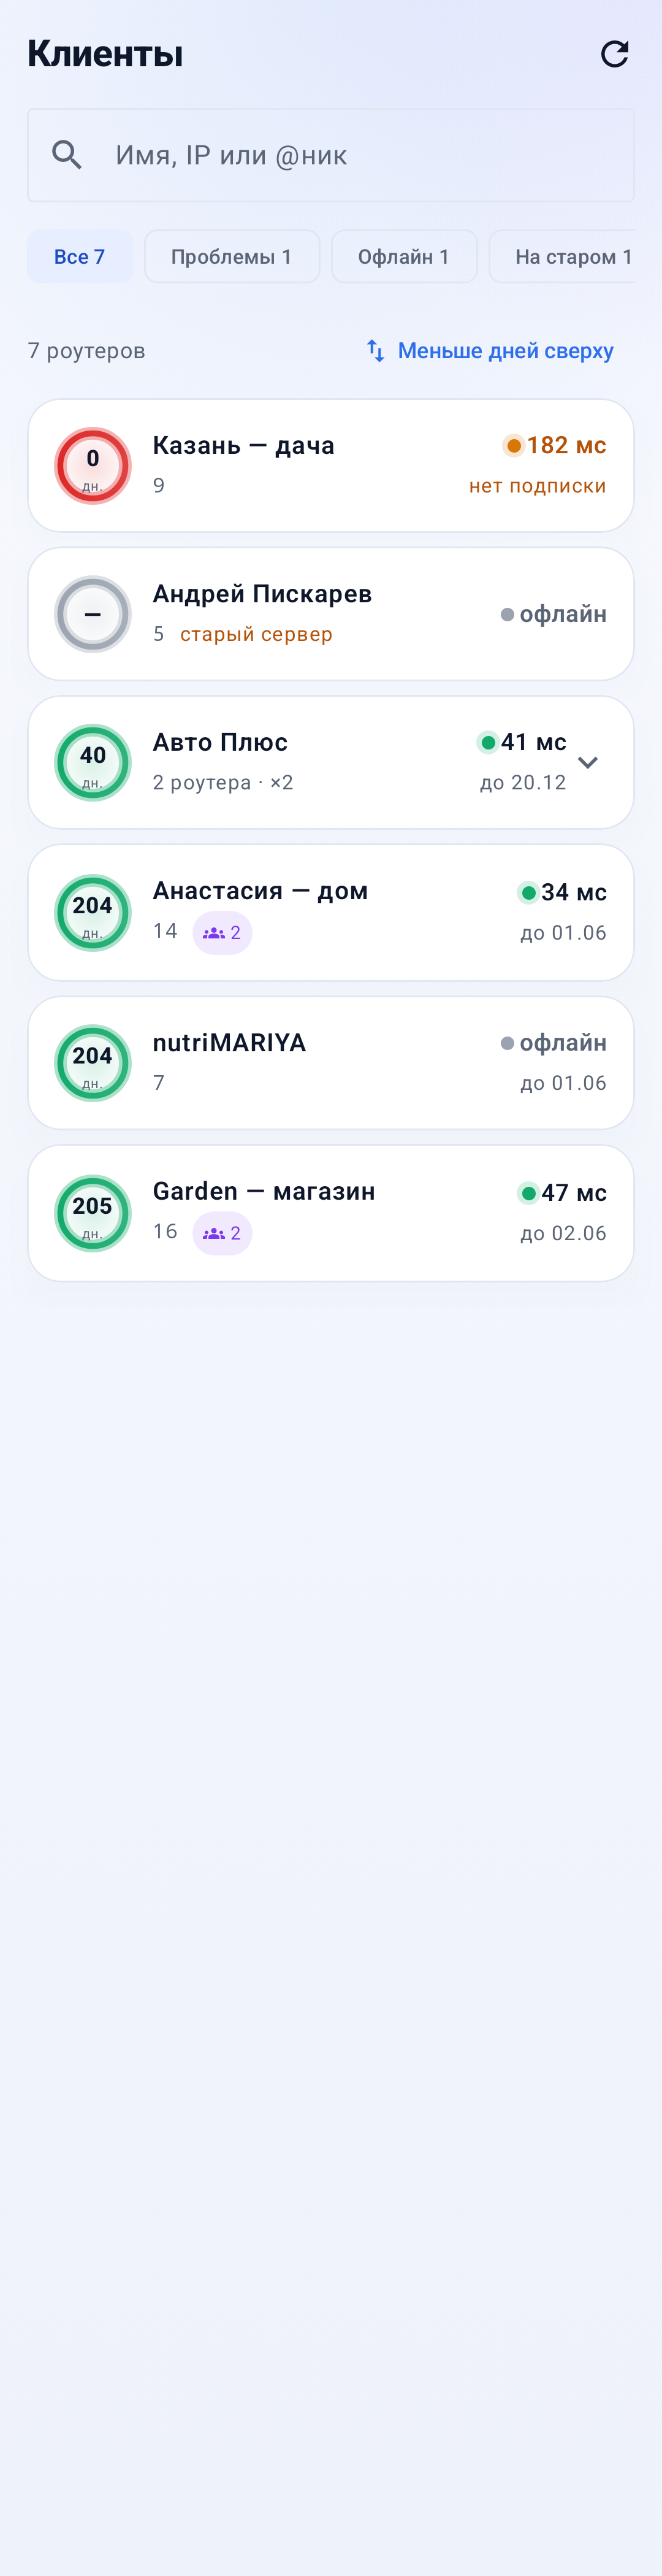 Клиенты
Имя, IP или @ник
Все 7
Проблемы 1
Офлайн 1
На старом 1
7 роутеров
Меньше дней сверху
0
дн.
Казань — дача
9
182 мс
нет подписки
–
Андрей Пискарев
5 старый сервер
офлайн
40
дн.
Авто Плюс
2 роутера · ×2
41 мс
до 20.12
204
дн.
Анастасия — дом
14 2
34 мс
до 01.06
204
дн.
nutriMARIYA
7
офлайн
до 01.06
205
дн.
Garden — магазин
16 2
47 мс
до 02.06